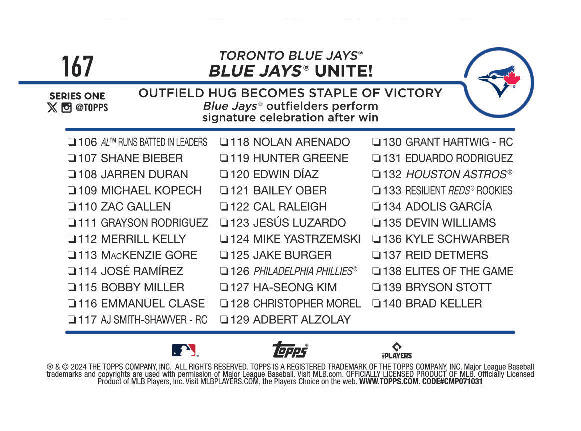 167
TORONTO BLUE JAYS™
BLUE JAYS® UNITE!
SERIES ONE
X @TOPPS
OUTFIELD HUG BECOMES STAPLE OF VICTORY
Blue Jays® outfielders perform
signature celebration after win
❏106 AL™ RUNS BATTED IN LEADERS
❏107 SHANE BIEBER
❏108 JARREN DURAN
❏109 MICHAEL KOPECH
❏110 ZAC GALLEN
❏111 GRAYSON RODRIGUEZ
❏112 MERRILL KELLY
❏113 MacKENZIE GORE
❏114 JOSÉ RAMÍREZ
❏115 BOBBY MILLER
❏116 EMMANUEL CLASE
❏117 AJ SMITH-SHAWVER - RC
❏118 NOLAN ARENADO
❏119 HUNTER GREENE
❏120 EDWIN DÍAZ
❏121 BAILEY OBER
❏122 CAL RALEIGH
❏123 JESÚS LUZARDO
❏124 MIKE YASTRZEMSKI
❏125 JAKE BURGER
❏126 PHILADELPHIA PHILLIES®
❏127 HA-SEONG KIM
❏128 CHRISTOPHER MOREL
❏129 ADBERT ALZOLAY
❏130 GRANT HARTWIG - RC
❏131 EDUARDO RODRIGUEZ
❏132 HOUSTON ASTROS®
❏133 RESILIENT REDS® ROOKIES
❏134 ADOLIS GARCÍA
❏135 DEVIN WILLIAMS
❏136 KYLE SCHWARBER
❏137 REID DETMERS
❏138 ELITES OF THE GAME
❏139 BRYSON STOTT
❏140 BRAD KELLER
topps®
PLAYERS
® & © 2024 THE TOPPS COMPANY, INC. ALL RIGHTS RESERVED. TOPPS IS A REGISTERED TRADEMARK OF THE TOPPS COMPANY, INC. Major League Baseball
trademarks and copyrights are used with permission of Major League Baseball. Visit MLB.com. OFFICIALLY LICENSED PRODUCT OF MLB. Officially Licensed
Product of MLB Players, Inc. Visit MLBPLAYERS.COM, the Players Choice on the web. WWW.TOPPS.COM. CODE#CMP071031